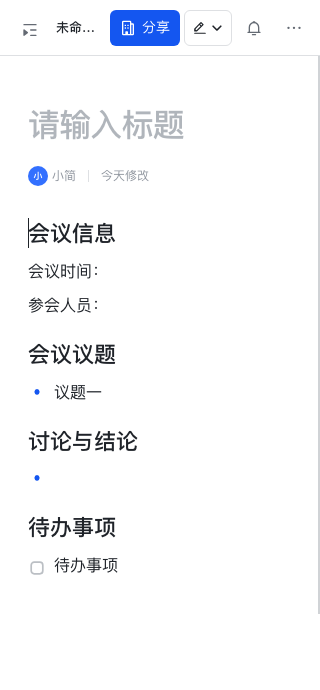 未命...
分享
请输入标题
小 小简 今天修改
会议信息
会议时间：
参会人员：
会议议题
议题一
讨论与结论
待办事项
待办事项